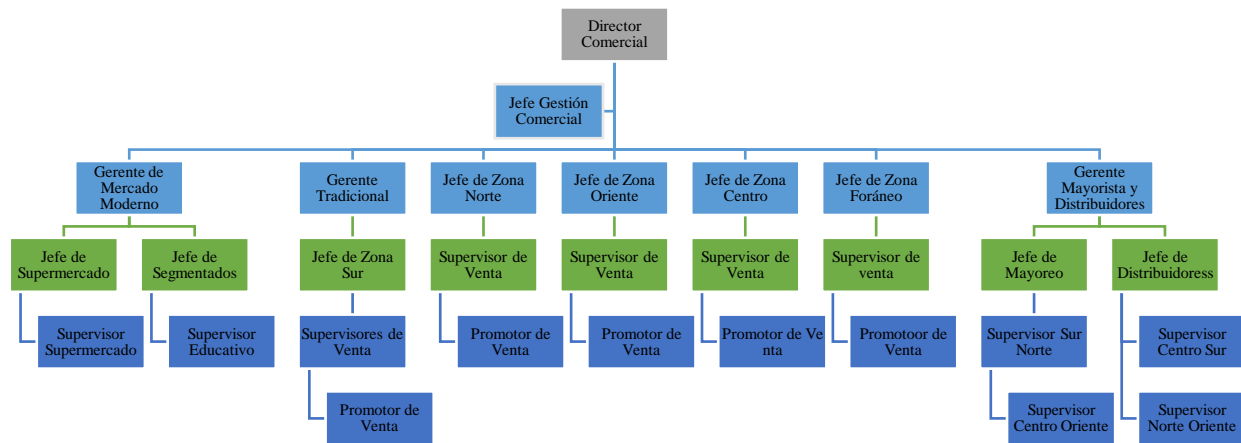 Director
Comercial
Jefe Gestión
Comercial
Gerente de
Mercado
Moderno
Gerente
Tradicional
Jefe de Zona
Norte
Jefe de Zona
Oriente
Jefe de Zona
Centro
Jefe de Zona
Foráneo
Gerente
Mayorista y
Distribuidores
Jefe de
Supermercado
Jefe de
Segmentados
Jefe de Zona
Sur
Supervisor de
Venta
Supervisor de
Venta
Supervisor de
Venta
Supervisor de
venta
Jefe de
Mayoreo
Jefe de
Distribuidoress
Supervisor
Supermercado
Supervisor
Educativo
Supervisores de
Venta
Promotor de
Venta
Promotor de
Venta
Promotor de Ve
nta
Promotoor de
Venta
Supervisor Sur
Norte
Supervisor
Centro Sur
Promotor de
Venta
Supervisor
Centro Oriente
Supervisor
Norte Oriente